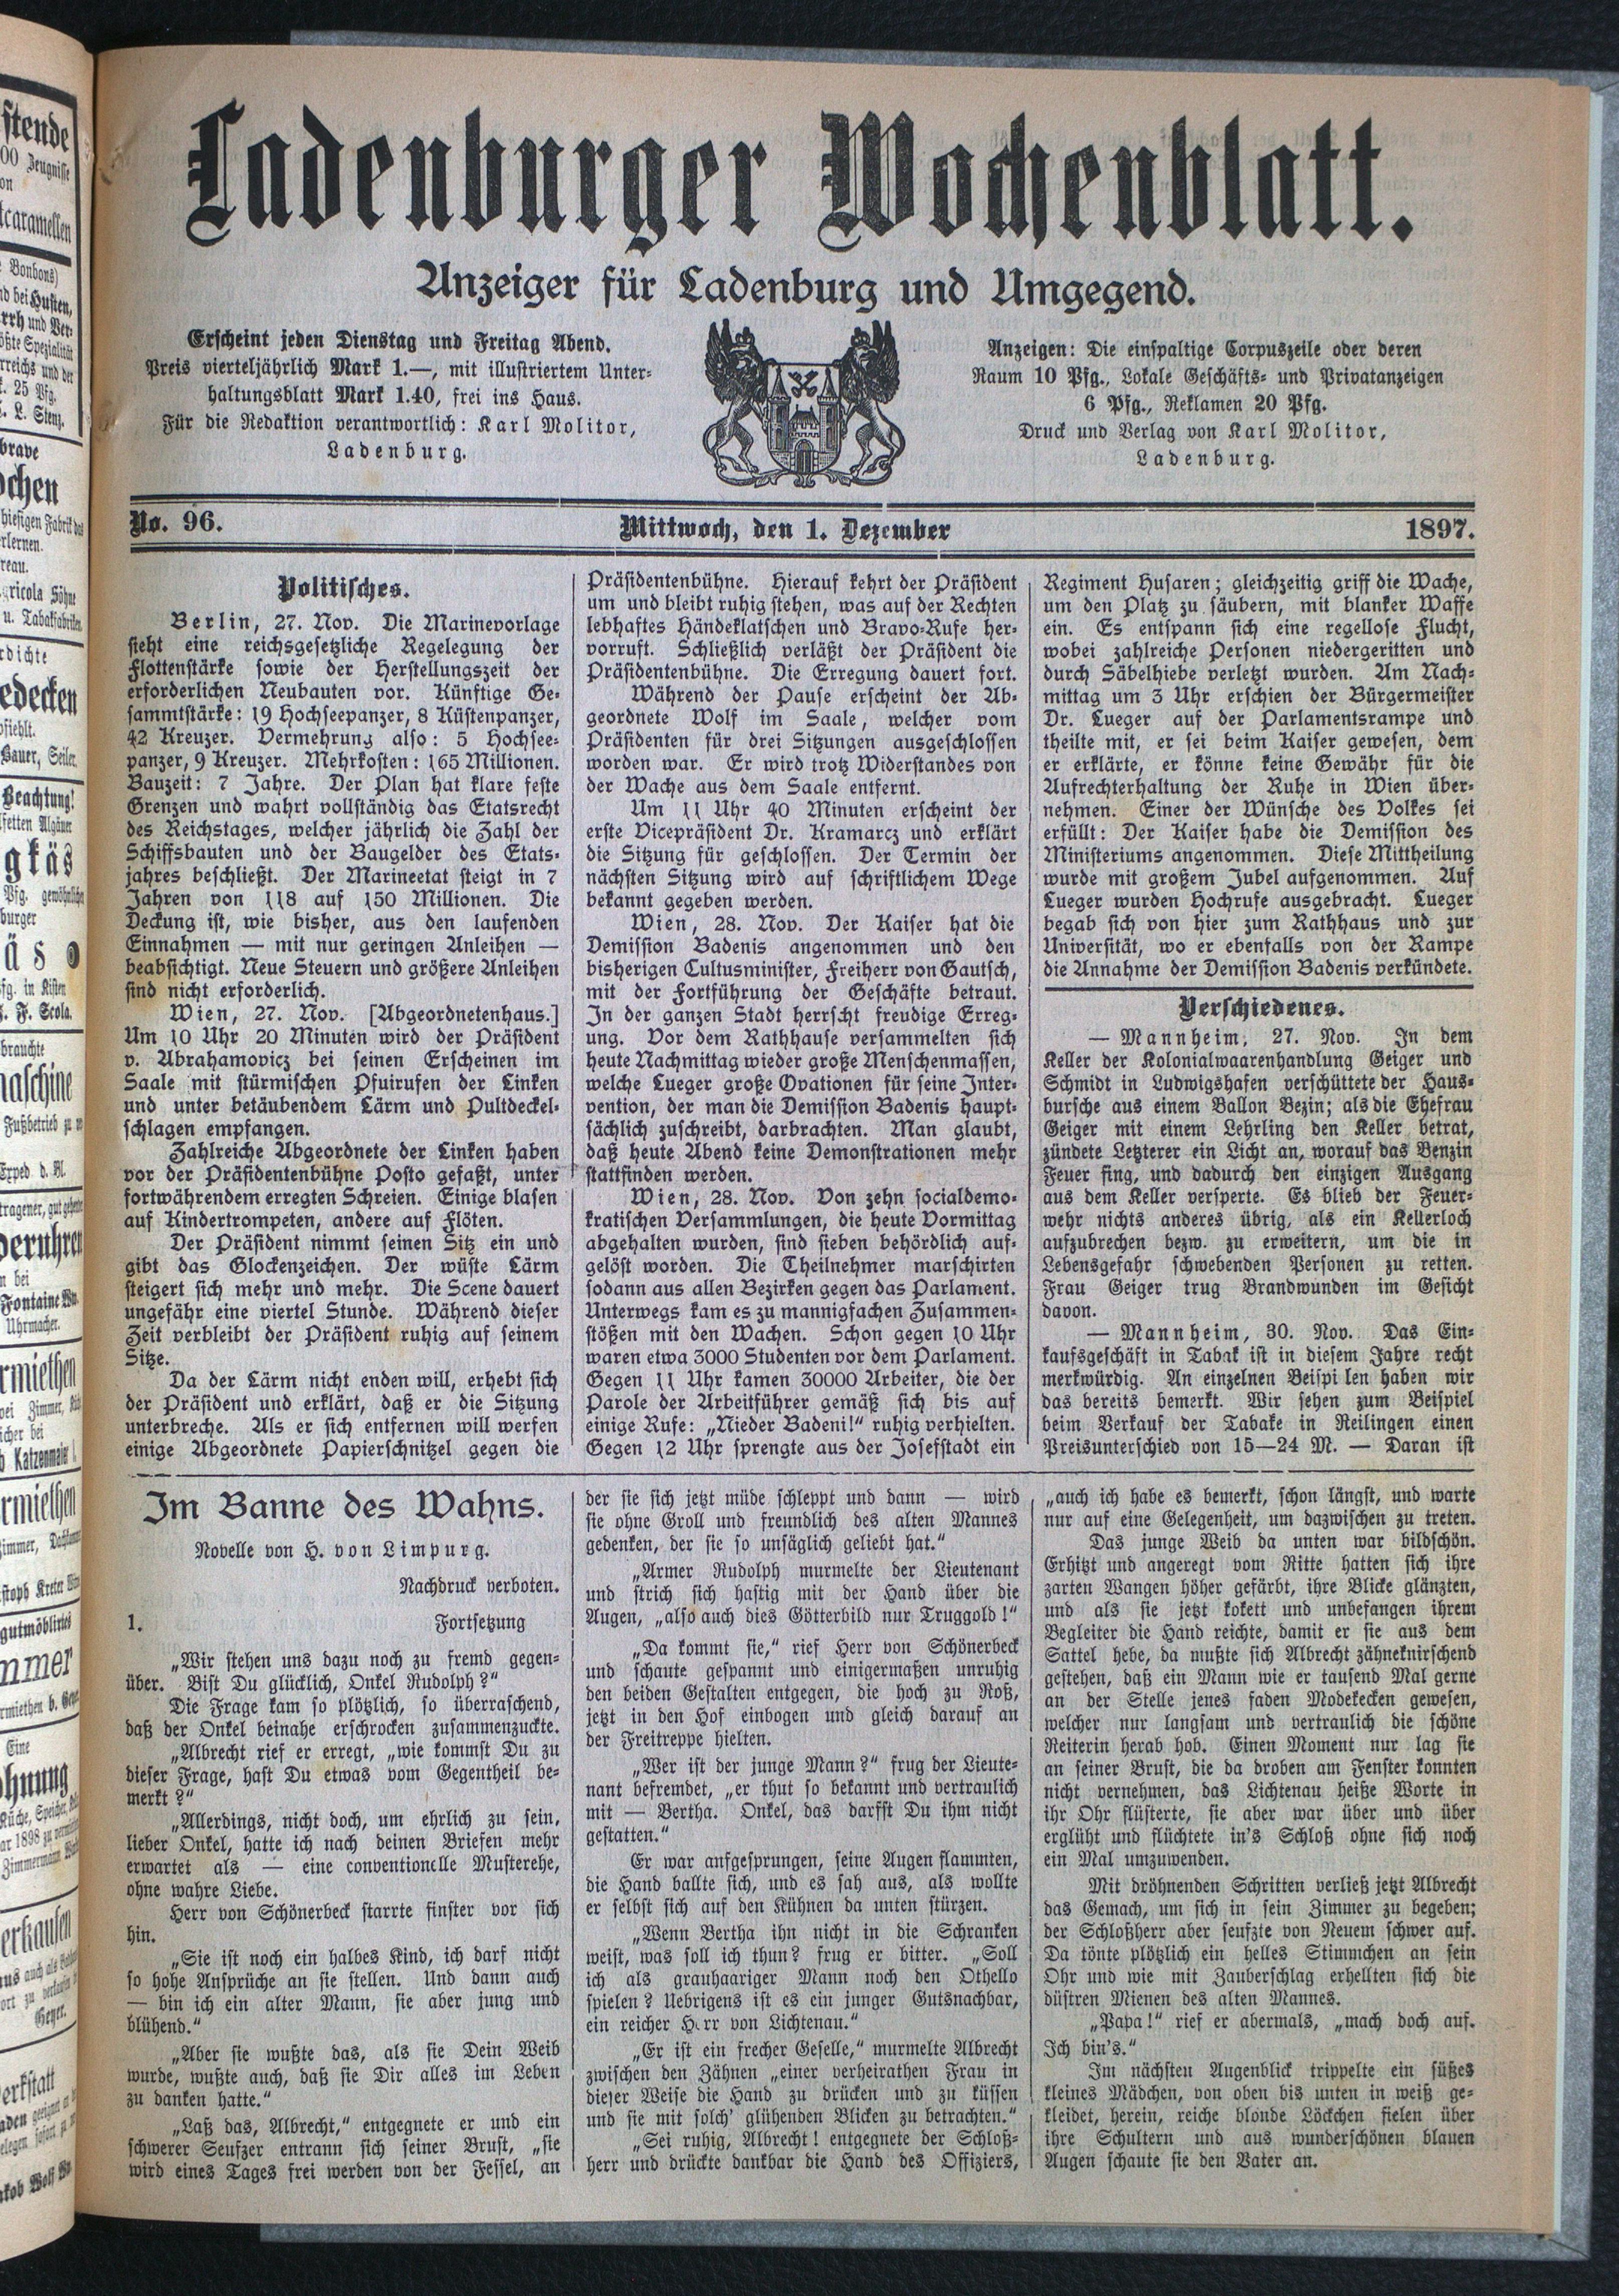 Ladenburger Wochenblatt.
Anzeiger für Ladenburg und Umgegend.
Erscheint jeden Dienstag und Freitag Abend.
Preis vierteljährlich Mark 1.—, mit illustriertem Unter-
haltungsblatt Mark 1.40, frei ins Haus.
Für die Redaktion verantwortlich: Karl Molitor,
Ladenburg.
Anzeigen: Die einspaltige Corpuszeile oder deren
Raum 10 Pfg., Lokale Geschäfts- und Privatanzeigen
6 Pfg., Reklamen 20 Pfg.
Druck und Verlag von Karl Molitor,
Ladenburg.
No. 96.
Mittwoch, den 1. Dezember
1897.
Politisches.
Berlin, 27. Nov. Die Marinevorlage
sieht eine reichsgesetzliche Regelegung der
Flottenstärke sowie der Herstellungszeit der
erforderlichen Neubauten vor. Künftige Ge-
sammtstärke: 19 Hochseepanzer, 8 Küstenpanzer,
42 Kreuzer. Vermehrung also: 5 Hochsee-
panzer, 9 Kreuzer. Mehrkosten: 165 Millionen.
Bauzeit: 7 Jahre. Der Plan hat klare feste
Grenzen und wahrt vollständig das Etatsrecht
des Reichstages, welcher jährlich die Zahl der
Schiffsbauten und der Baugelder des Etats-
jahres beschließt. Der Marineetat steigt in 7
Jahren von 118 auf 150 Millionen. Die
Deckung ist, wie bisher, aus den laufenden
Einnahmen — mit nur geringen Anleihen —
beabsichtigt. Neue Steuern und größere Anleihen
sind nicht erforderlich.
Wien, 27. Nov. [Abgeordnetenhaus.]
Um 10 Uhr 20 Minuten wird der Präsident
v. Abrahamovicz bei seinen Erscheinen im
Saale mit stürmischen Pfuirufen der Linken
und unter betäubendem Lärm und Pultdeckel-
schlagen empfangen.
Zahlreiche Abgeordnete der Linken haben
vor der Präsidentenbühne Posto gefaßt, unter
fortwährendem erregten Schreien. Einige blasen
auf Kindertrompeten, andere auf Flöten.
Der Präsident nimmt seinen Sitz ein und
gibt das Glockenzeichen. Der wüste Lärm
steigert sich mehr und mehr. Die Scene dauert
ungefähr eine viertel Stunde. Während dieser
Zeit verbleibt der Präsident ruhig auf seinem
Sitze.
Da der Lärm nicht enden will, erhebt sich
der Präsident und erklärt, daß er die Sitzung
unterbreche. Als er sich entfernen will werfen
einige Abgeordnete Papierschnitzel gegen die
Präsidentenbühne. Hierauf kehrt der Präsident
um und bleibt ruhig stehen, was auf der Rechten
lebhaftes Händeklatschen und Bravo-Rufe her-
vorruft. Schließlich verläßt der Präsident die
Präsidentenbühne. Die Erregung dauert fort.
Während der Pause erscheint der Ab-
geordnete Wolf im Saale, welcher vom
Präsidenten für drei Sitzungen ausgeschlossen
worden war. Er wird trotz Widerstandes von
der Wache aus dem Saale entfernt.
Um 11 Uhr 40 Minuten erscheint der
erste Vicepräsident Dr. Kramarcz und erklärt
die Sitzung für geschlossen. Der Termin der
nächsten Sitzung wird auf schriftlichem Wege
bekannt gegeben werden.
Wien, 28. Nov. Der Kaiser hat die
Demission Badenis angenommen und den
bisherigen Cultusminister, Freiherr von Gautsch,
mit der Fortführung der Geschäfte betraut.
In der ganzen Stadt herrscht freudige Erreg-
ung. Vor dem Rathhause versammelten sich
heute Nachmittag wieder große Menschenmassen,
welche Lueger große Ovationen für seine Inter-
vention, der man die Demission Badenis haupt-
sächlich zuschreibt, darbrachten. Man glaubt,
daß heute Abend keine Demonstrationen mehr
stattfinden werden.
Wien, 28. Nov. Von zehn socialdemo-
kratischen Versammlungen, die heute Vormittag
abgehalten wurden, sind sieben behördlich auf-
gelöst worden. Die Theilnehmer marschirten
sodann aus allen Bezirken gegen das Parlament.
Unterwegs kam es zu mannigfachen Zusammen-
stößen mit den Wachen. Schon gegen 10 Uhr
waren etwa 3000 Studenten vor dem Parlament.
Gegen 11 Uhr kamen 30000 Arbeiter, die der
Parole der Arbeitführer gemäß sich bis auf
einige Rufe: „Nieder Badeni!" ruhig verhielten.
Gegen 12 Uhr sprengte aus der Josefstadt ein
Regiment Husaren; gleichzeitig griff die Wache,
um den Platz zu säubern, mit blanker Waffe
ein. Es entspann sich eine regellose Flucht,
wobei zahlreiche Personen niedergeritten und
durch Säbelhiebe verletzt wurden. Am Nach-
mittag um 3 Uhr erschien der Bürgermeister
Dr. Lueger auf der Parlamentsrampe und
theilte mit, er sei beim Kaiser gewesen, dem
er erklärte, er könne keine Gewähr für die
Aufrechterhaltung der Ruhe in Wien über-
nehmen. Einer der Wünsche des Volkes sei
erfüllt: Der Kaiser habe die Demission des
Ministeriums angenommen. Diese Mittheilung
wurde mit großem Jubel aufgenommen. Auf
Lueger wurden Hochrufe ausgebracht. Lueger
begab sich von hier zum Rathhaus und zur
Universität, wo er ebenfalls von der Rampe
die Annahme der Demission Badenis verkündete.
Verschiedenes.
— Mannheim, 27. Nov. In dem
Keller der Kolonialwaarenhandlung Geiger und
Schmidt in Ludwigshafen verschüttete der Haus-
bursche aus einem Ballon Bezin; als die Ehefrau
Geiger mit einem Lehrling den Keller betrat,
zündete Letzterer ein Licht an, worauf das Benzin
Feuer fing, und dadurch den einzigen Ausgang
aus dem Keller versperte. Es blieb der Feuer-
wehr nichts anderes übrig, als ein Kellerloch
aufzubrechen bezw. zu erweitern, um die in
Lebensgefahr schwebenden Personen zu retten.
Frau Geiger trug Brandwunden im Gesicht
davon.
— Mannheim, 30. Nov. Das Ein-
kaufsgeschäft in Tabak ist in diesem Jahre recht
merkwürdig. An einzelnen Beispi len haben wir
das bereits bemerkt. Wir sehen zum Beispiel
beim Verkauf der Tabake in Reilingen einen
Preisunterschied von 15—24 M. — Daran ist
Im Banne des Wahns.
Novelle von H. von Limpurg.
Nachdruck verboten.
1. Fortsetzung
„Wir stehen uns dazu noch zu fremd gegen-
über. Bist Du glücklich, Onkel Rudolph?"
Die Frage kam so plötzlich, so überraschend,
daß der Onkel beinahe erschrocken zusammenzuckte.
„Albrecht rief er erregt, „wie kommst Du zu
dieser Frage, hast Du etwas vom Gegentheil be-
merkt?"
„Allerdings, nicht doch, um ehrlich zu sein,
lieber Onkel, hatte ich nach deinen Briefen mehr
erwartet als — eine conventionelle Musterehe,
ohne wahre Liebe.
Herr von Schönerbeck starrte finster vor sich
hin.
„Sie ist noch ein halbes Kind, ich darf nicht
so hohe Ansprüche an sie stellen. Und dann auch
— bin ich ein alter Mann, sie aber jung und
blühend."
„Aber sie wußte das, als sie Dein Weib
wurde, wußte auch, daß sie Dir alles im Leben
zu danken hatte."
„Laß das, Albrecht," entgegnete er und ein
schwerer Seufzer entrann sich seiner Brust, „sie
wird eines Tages frei werden von der Fessel, an
der sie sich jetzt müde schleppt und dann — wird
sie ohne Groll und freundlich des alten Mannes
gedenken, der sie so unsäglich geliebt hat."
„Armer Rudolph murmelte der Lieutenant
und strich sich hastig mit der Hand über die
Augen, „also auch dies Götterbild nur Truggold!"
„Da kommt sie," rief Herr von Schönerbeck
und schaute gespannt und einigermaßen unruhig
den beiden Gestalten entgegen, die hoch zu Roß,
jetzt in den Hof einbogen und gleich darauf an
der Freitreppe hielten.
„Wer ist der junge Mann?" frug der Lieute-
nant befremdet, „er thut so bekannt und vertraulich
mit — Bertha. Onkel, das darfst Du ihm nicht
gestatten."
Er war anfgesprungen, seine Augen flammten,
die Hand ballte sich, und es sah aus, als wollte
er selbst sich auf den Kühnen da unten stürzen.
„Wenn Bertha ihn nicht in die Schranken
weist, was soll ich thun? frug er bitter. „Soll
ich als grauhaariger Mann noch den Othello
spielen? Uebrigens ist es ein junger Gutsnachbar,
ein reicher Herr von Lichtenau."
„Er ist ein frecher Geselle," murmelte Albrecht
zwischen den Zähnen „einer verheirathen Frau in
dieser Weise die Hand zu drücken und zu küssen
und sie mit solch' glühenden Blicken zu betrachten."
„Sei ruhig, Albrecht! entgegnete der Schloß-
herr und drückte dankbar die Hand des Offiziers,
„auch ich habe es bemerkt, schon längst, und warte
nur auf eine Gelegenheit, um dazwischen zu treten.
Das junge Weib da unten war bildschön.
Erhitzt und angeregt vom Ritte hatten sich ihre
zarten Wangen höher gefärbt, ihre Blicke glänzten,
und als sie jetzt kokett und unbefangen ihrem
Begleiter die Hand reichte, damit er sie aus dem
Sattel hebe, da mußte sich Albrecht zähneknirschend
gestehen, daß ein Mann wie er tausend Mal gerne
an der Stelle jenes faden Modekecken gewesen,
welcher nur langsam und vertraulich die schöne
Reiterin herab hob. Einen Moment nur lag sie
an seiner Brust, die da droben am Fenster konnten
nicht vernehmen, das Lichtenau heiße Worte in
ihr Ohr flüsterte, sie aber war über und über
erglüht und flüchtete in's Schloß ohne sich noch
ein Mal umzuwenden.
Mit dröhnenden Schritten verließ jetzt Albrecht
das Gemach, um sich in sein Zimmer zu begeben;
der Schloßherr aber seufzte von Neuem schwer auf.
Da tönte plötzlich ein helles Stimmchen an sein
Ohr und wie mit Zauberschlag erhellten sich die
düstren Mienen des alten Mannes.
„Papa!" rief er abermals, „mach doch auf.
Ich bin's."
Im nächsten Augenblick trippelte ein süßes
kleines Mädchen, von oben bis unten in weiß ge-
kleidet, herein, reiche blonde Löckchen fielen über
ihre Schultern und aus wunderschönen blauen
Augen schaute sie den Vater an.